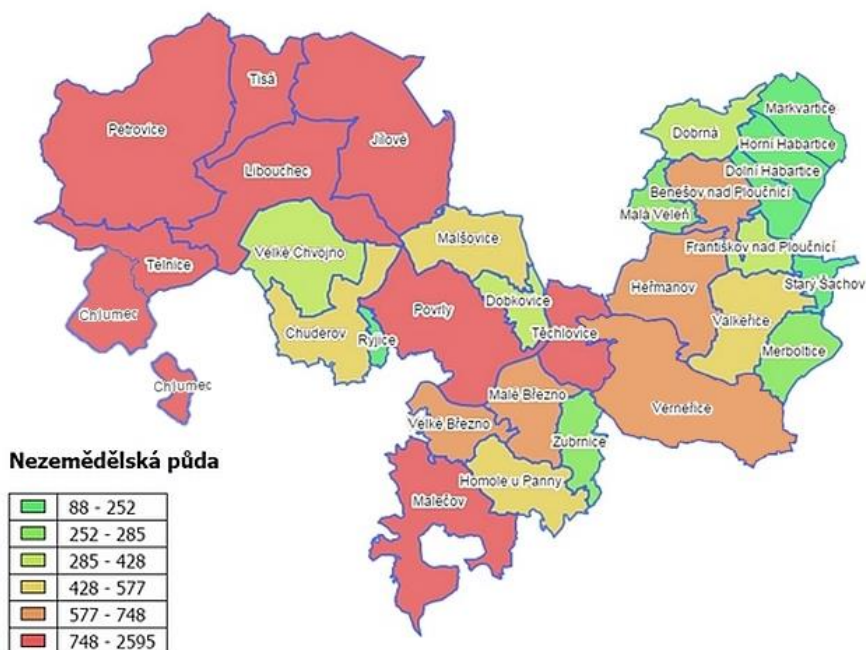 Tisá
Petrovice
Jílové
Libouchec
Markvartice
Dobrná
Horní Habartice
Dolní Habartice
Benešov nad Ploučnicí
Malá Veleň
Velké Chvojno
Malšovice
Františkov nad Ploučnicí
Telnice
Heřmanov
Starý Šachov
Chlumec
Povrly
Dobkovice
Valkeřice
Chuderov
Ryjice
Těchlovice
Merboltice
Chlumec
Malé Březno
Verneřice
Velké Březno
Zubrnice
Homole u Panny
Malečov
Nezemědělská půda
88 - 252
252 - 285
285 - 428
428 - 577
577 - 748
748 - 2595